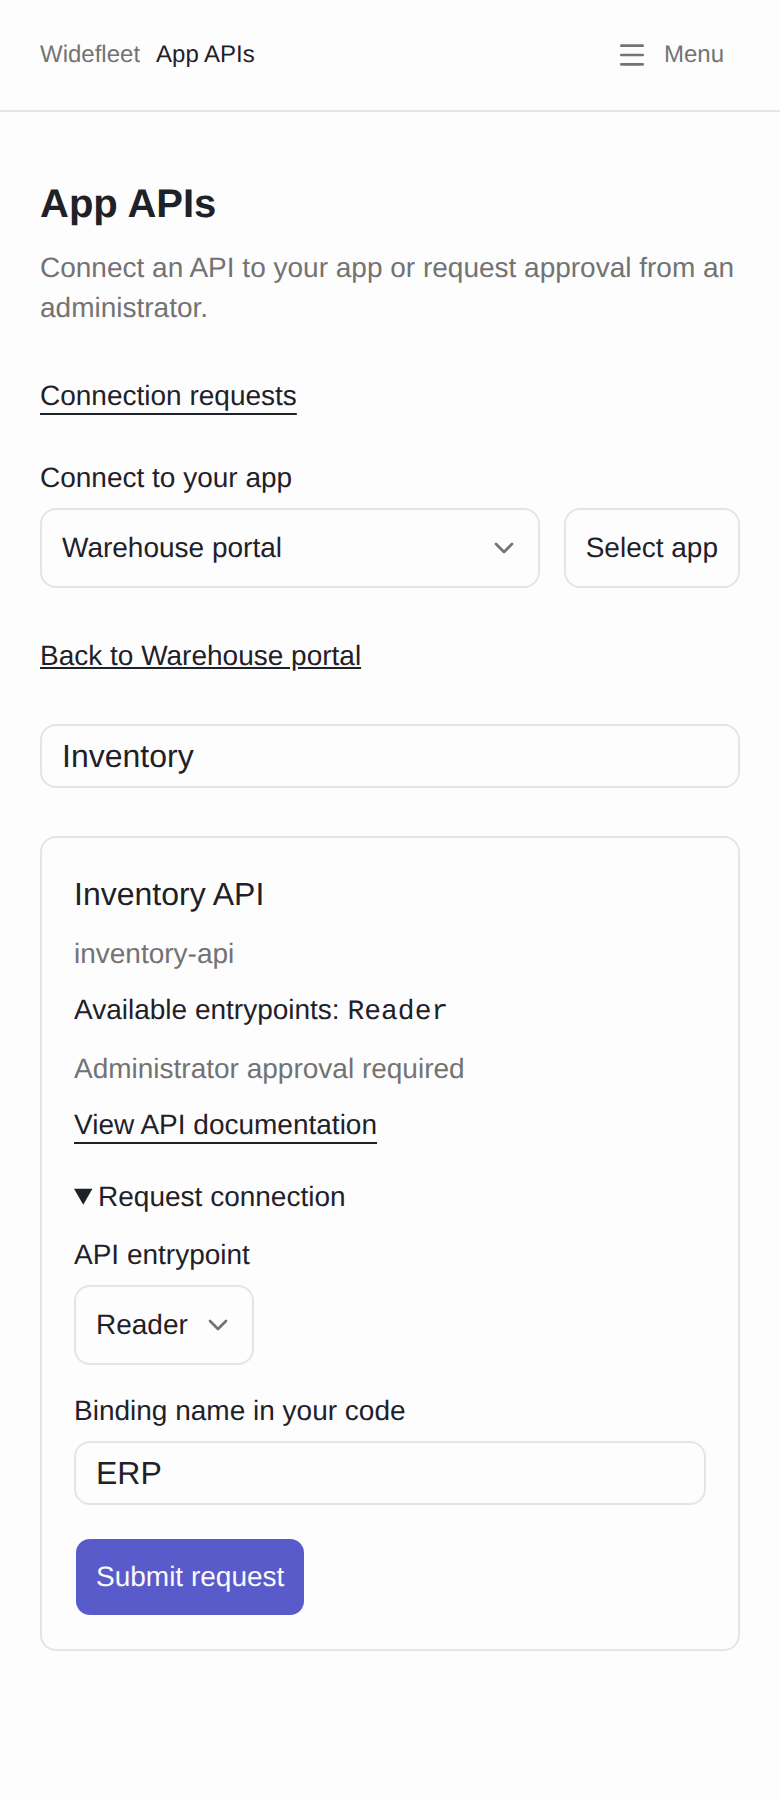 Widefleet App APIs Menu
App APIs
Connect an API to your app or request approval from an
administrator.
Connection requests
Connect to your app
Warehouse portal Select app
Back to Warehouse portal
Inventory
Inventory API
inventory-api
Available entrypoints: Reader
Administrator approval required
View API documentation
Request connection
API entrypoint
Reader
Binding name in your code
ERP
Submit request